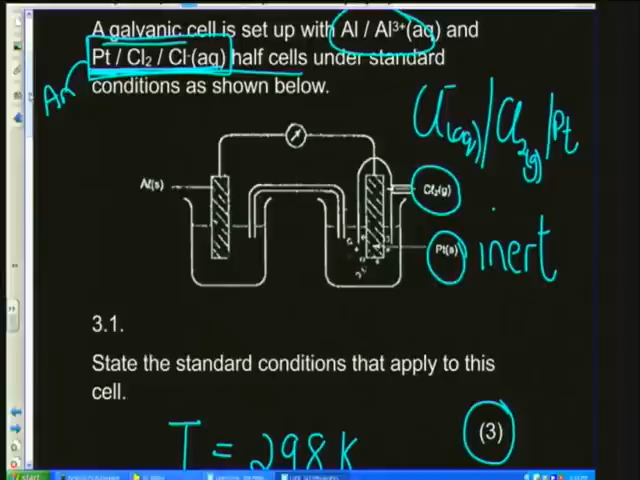 A galvanic cell is set up with Al / Al³⁺(aq) and
Pt / Cl₂ / Cl⁻(aq) half cells under standard
conditions as shown below.
An
Cl⁻(aq)/Cl₂(g)/Pt
Al(s)
Cl₂(g)
Pt(s)
inert
3.1.
State the standard conditions that apply to this
cell.
(3)
T = 298K
start